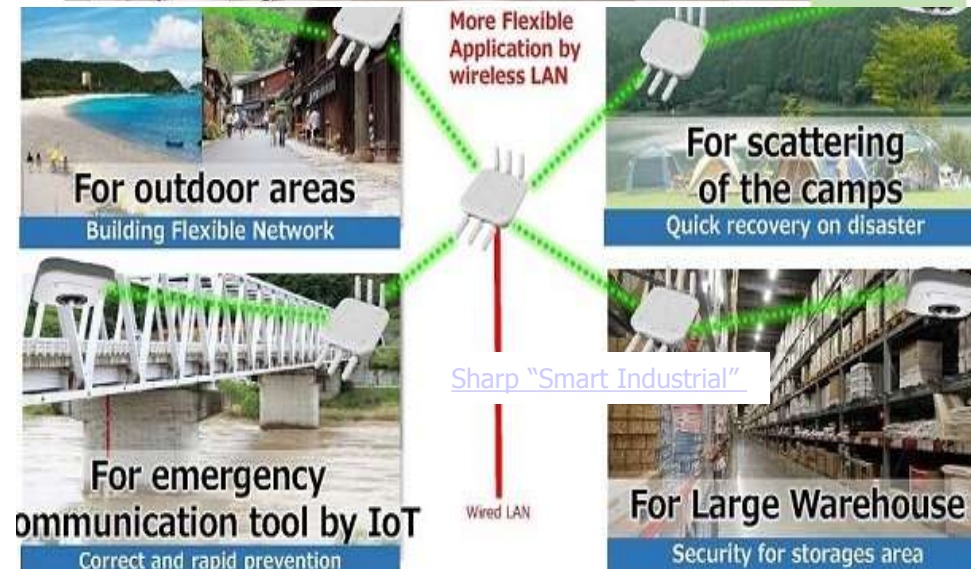 More Flexible
Application by
wireless LAN
For outdoor areas
Building Flexible Network
For scattering
of the camps
Quick recovery on disaster
Sharp “Smart Industrial”
For emergency
ommunication tool by IoT
Correct and rapid prevention
Wired LAN
For Large Warehouse
Security for storages area